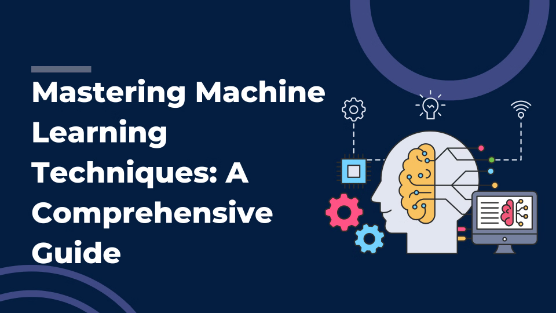 Mastering Machine
Learning
Techniques: A
Comprehensive
Guide